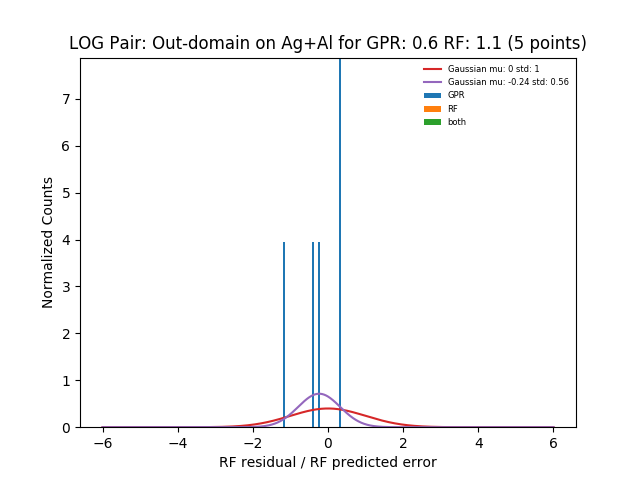 LOG Pair: Out-domain on Ag+Al for GPR: 0.6 RF: 1.1 (5 points)
Gaussian mu: 0 std: 1
Gaussian mu: -0.24 std: 0.56
GPR
RF
both
Normalized Counts
7
6
5
4
3
2
1
0
−6 −4 −2 0 2 4 6
RF residual / RF predicted error